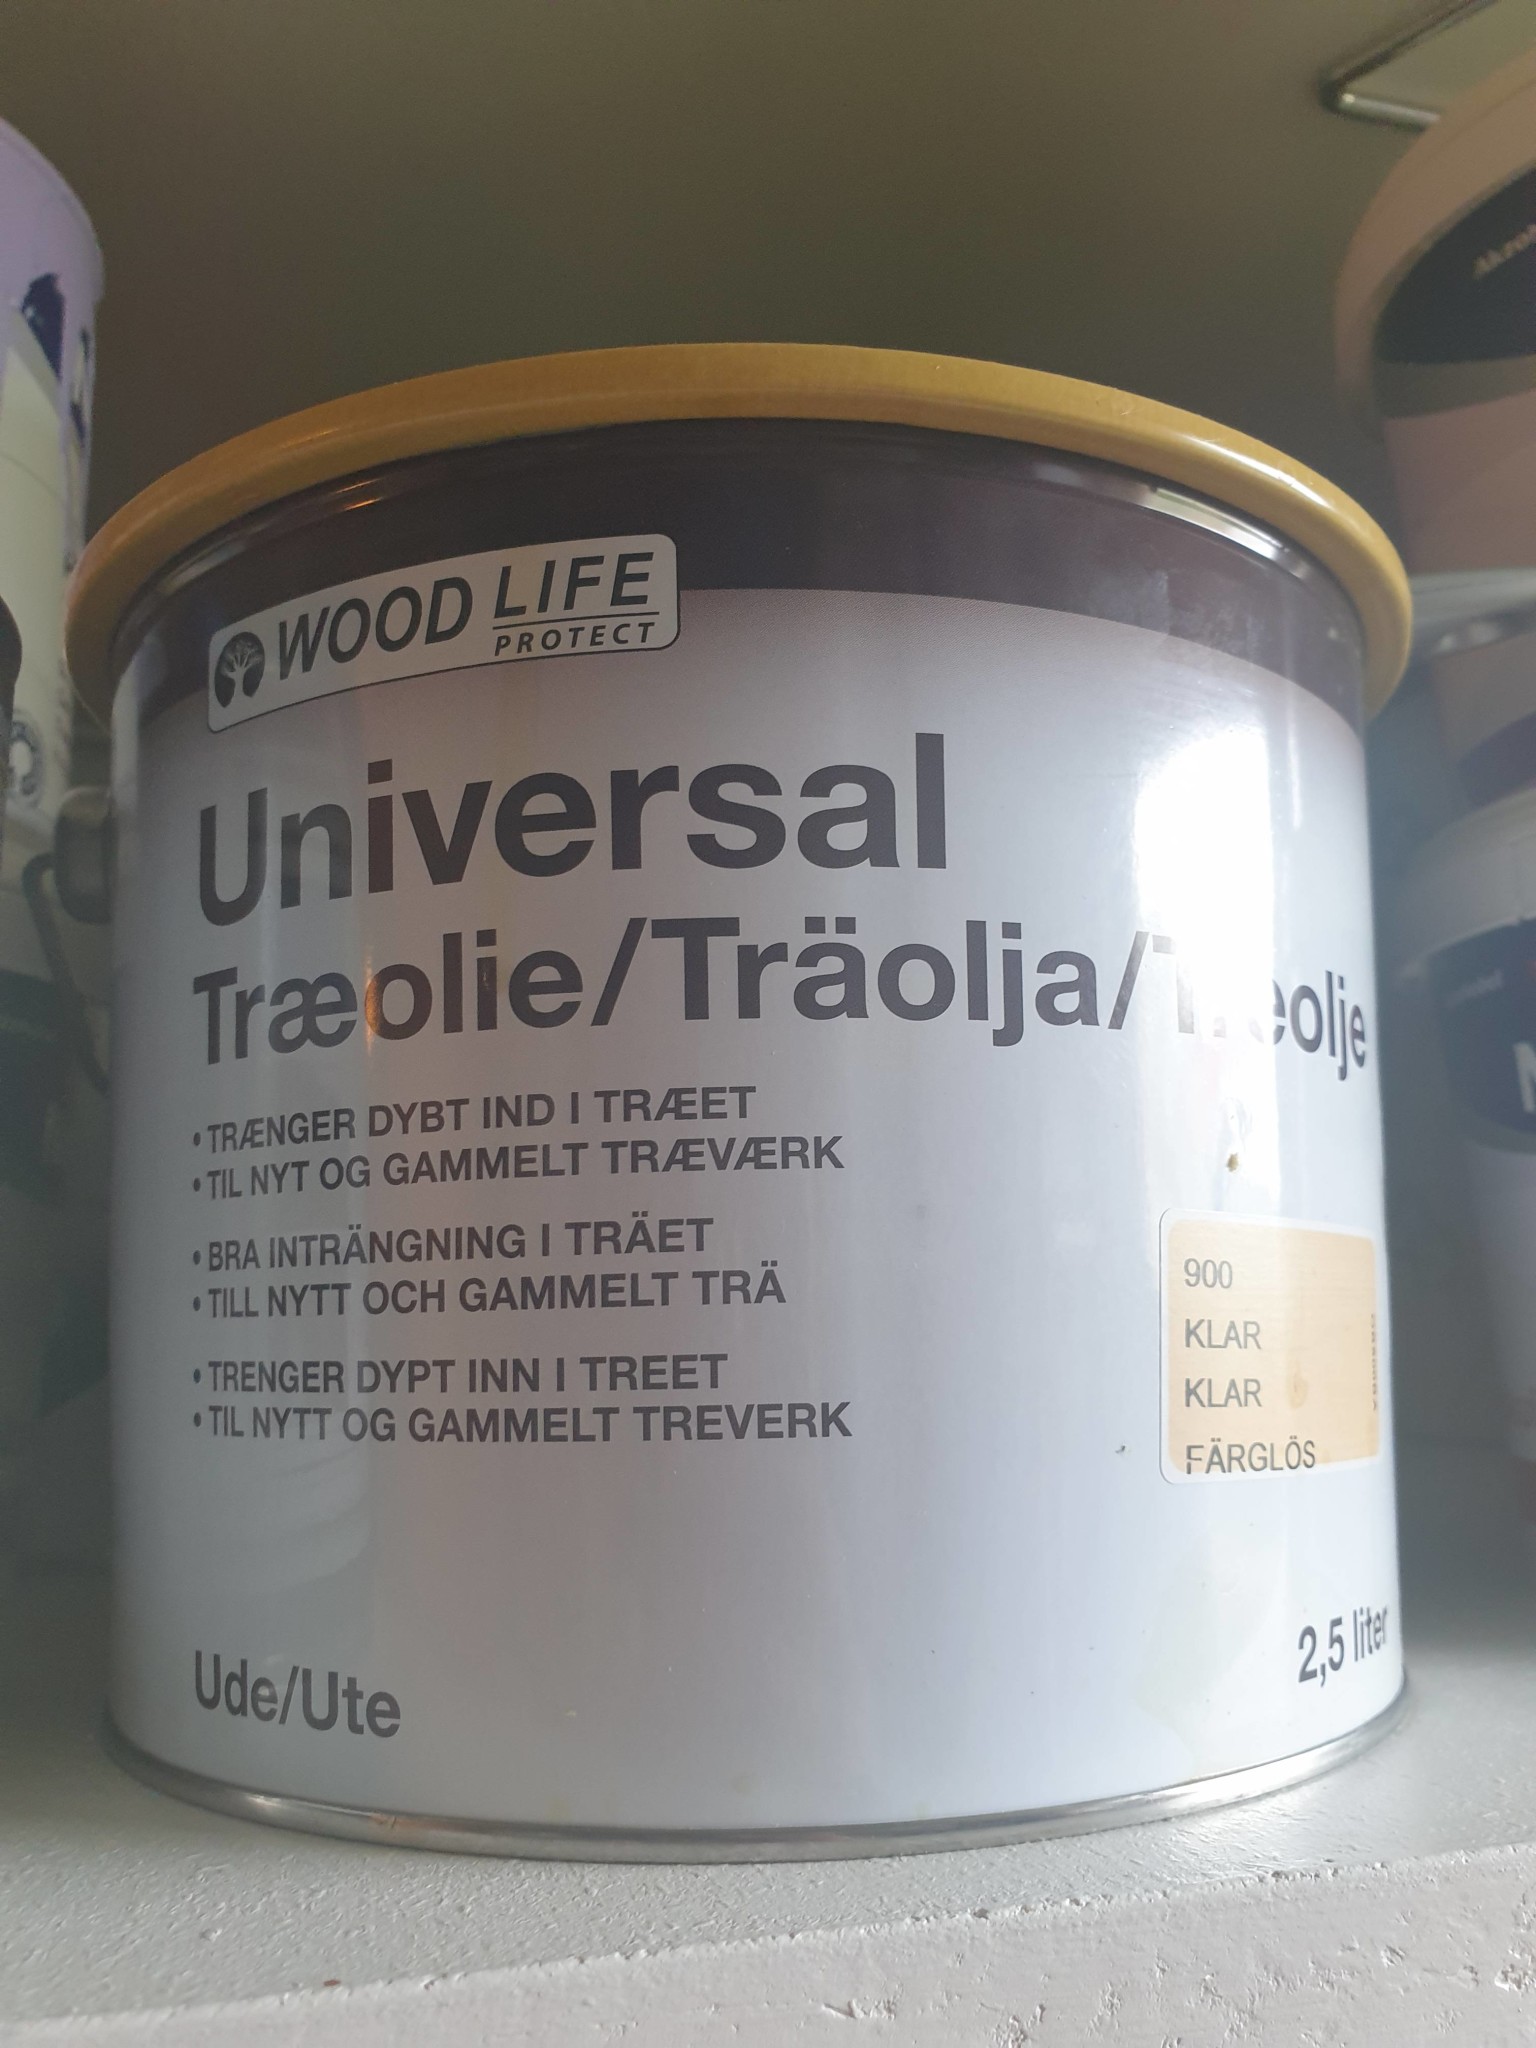 WOOD LIFE
PROTECT
Universal
Træolie/Träolja/
• TRÆNGER DYBT IND I TRÆET
• TIL NYT OG GAMMELT TRÆVÆRK
• BRA INTRÄNGNING I TRÄET
• TILL NYTT OCH GAMMELT TRÄ
• TRENGER DYPT INN I TREET
• TIL NYTT OG GAMMELT TREVERK
900
KLAR
KLAR
FÄRGLÖS
Ude/Ute
2,5 liter